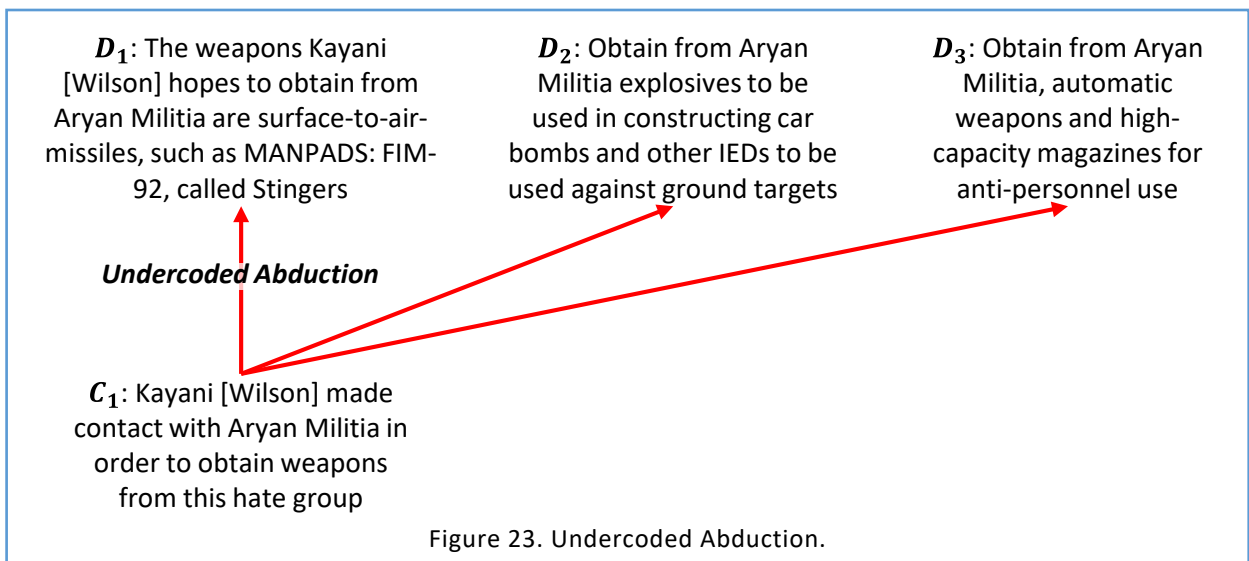 D₁: The weapons Kayani
[Wilson] hopes to obtain from
Aryan Militia are surface-to-air-
missiles, such as MANPADS: FIM-
92, called Stingers
D₂: Obtain from Aryan
Militia explosives to be
used in constructing car
bombs and other IEDs to be
used against ground targets
D₃: Obtain from Aryan
Militia, automatic
weapons and high-
capacity magazines for
anti-personnel use
Undercoded Abduction
C₁: Kayani [Wilson] made
contact with Aryan Militia in
order to obtain weapons
from this hate group
Figure 23. Undercoded Abduction.